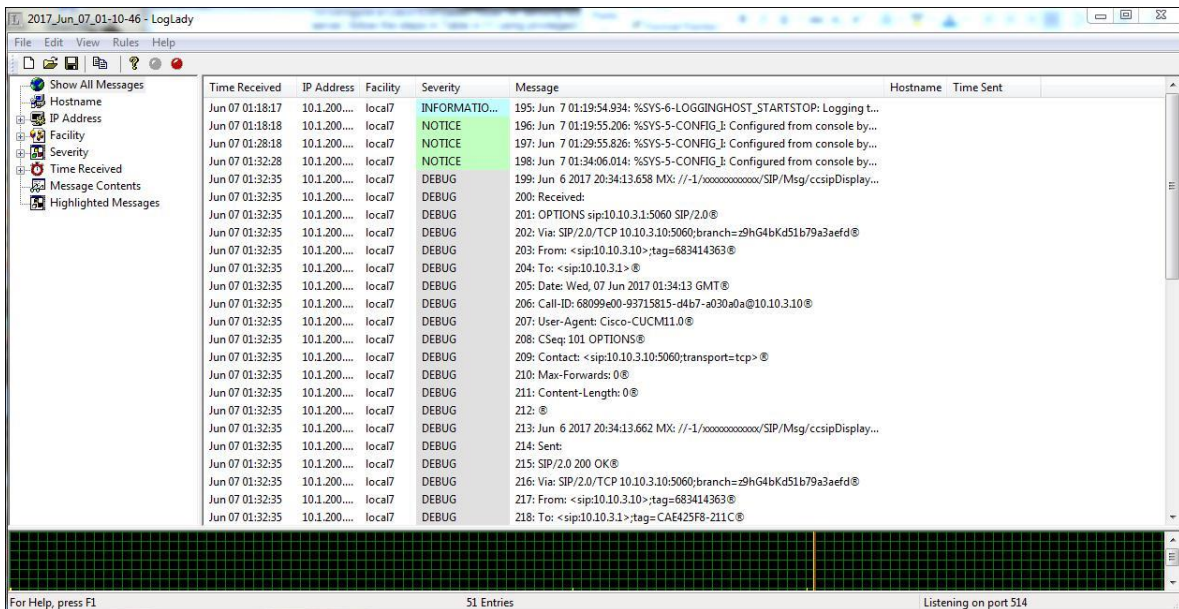 2017_Jun_07_01-10-46 - LogLady
File Edit View Rules Help
Show All Messages
Hostname
IP Address
Facility
Severity
Time Received
Message Contents
Highlighted Messages
Time Received IP Address Facility Severity Message Hostname Time Sent
Jun 07 01:18:17 10.1.200.... local7 INFORMATIO... 195: Jun 7 01:19:54.934: %SYS-6-LOGGINGHOST_STARTSTOP: Logging t...
Jun 07 01:18:18 10.1.200.... local7 NOTICE 196: Jun 7 01:19:55.206: %SYS-5-CONFIG_I: Configured from console by...
Jun 07 01:28:18 10.1.200.... local7 NOTICE 197: Jun 7 01:29:55.826: %SYS-5-CONFIG_I: Configured from console by...
Jun 07 01:32:28 10.1.200.... local7 NOTICE 198: Jun 7 01:34:06.014: %SYS-5-CONFIG_I: Configured from console by...
Jun 07 01:32:35 10.1.200.... local7 DEBUG 199: Jun 6 2017 20:34:13.658 MX: //-1/xxxxxxxxxxxx/SIP/Msg/ccsipDisplay...
Jun 07 01:32:35 10.1.200.... local7 DEBUG 200: Received:
Jun 07 01:32:35 10.1.200.... local7 DEBUG 201: OPTIONS sip:10.10.3.1:5060 SIP/2.0®
Jun 07 01:32:35 10.1.200.... local7 DEBUG 202: Via: SIP/2.0/TCP 10.10.3.10:5060;branch=z9hG4bKd51b79a3aefd®
Jun 07 01:32:35 10.1.200.... local7 DEBUG 203: From: <sip:10.10.3.10>;tag=683414363®
Jun 07 01:32:35 10.1.200.... local7 DEBUG 204: To: <sip:10.10.3.1>®
Jun 07 01:32:35 10.1.200.... local7 DEBUG 205: Date: Wed, 07 Jun 2017 01:34:13 GMT®
Jun 07 01:32:35 10.1.200.... local7 DEBUG 206: Call-ID: 68099e00-93715815-d4b7-a030a0a@10.10.3.10®
Jun 07 01:32:35 10.1.200.... local7 DEBUG 207: User-Agent: Cisco-CUCM11.0®
Jun 07 01:32:35 10.1.200.... local7 DEBUG 208: CSeq: 101 OPTIONS®
Jun 07 01:32:35 10.1.200.... local7 DEBUG 209: Contact: <sip:10.10.3.10:5060;transport=tcp>®
Jun 07 01:32:35 10.1.200.... local7 DEBUG 210: Max-Forwards: 0®
Jun 07 01:32:35 10.1.200.... local7 DEBUG 211: Content-Length: 0®
Jun 07 01:32:35 10.1.200.... local7 DEBUG 212: ®
Jun 07 01:32:35 10.1.200.... local7 DEBUG 213: Jun 6 2017 20:34:13.662 MX: //-1/xxxxxxxxxxxx/SIP/Msg/ccsipDisplay...
Jun 07 01:32:35 10.1.200.... local7 DEBUG 214: Sent:
Jun 07 01:32:35 10.1.200.... local7 DEBUG 215: SIP/2.0 200 OK®
Jun 07 01:32:35 10.1.200.... local7 DEBUG 216: Via: SIP/2.0/TCP 10.10.3.10:5060;branch=z9hG4bKd51b79a3aefd®
Jun 07 01:32:35 10.1.200.... local7 DEBUG 217: From: <sip:10.10.3.10>;tag=683414363®
Jun 07 01:32:35 10.1.200.... local7 DEBUG 218: To: <sip:10.10.3.1>;tag=CAE425F8-211C®
For Help, press F1 51 Entries Listening on port 514